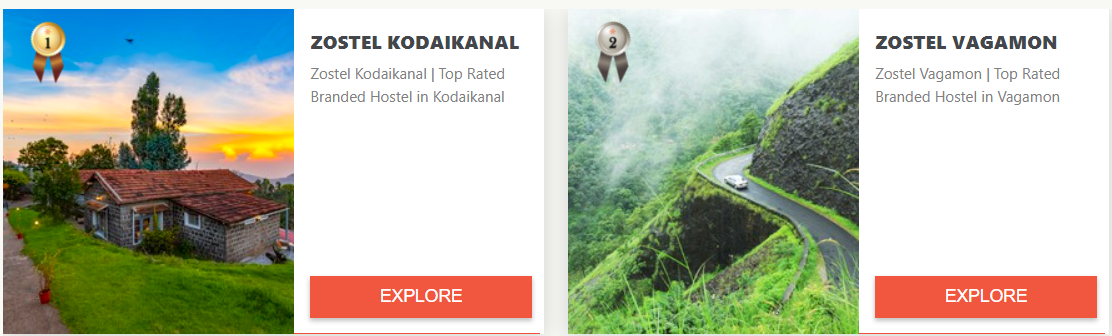 1
ZOSTEL KODAIKANAL
Zostel Kodaikanal | Top Rated
Branded Hostel in Kodaikanal
EXPLORE
2
ZOSTEL VAGAMON
Zostel Vagamon | Top Rated
Branded Hostel in Vagamon
EXPLORE